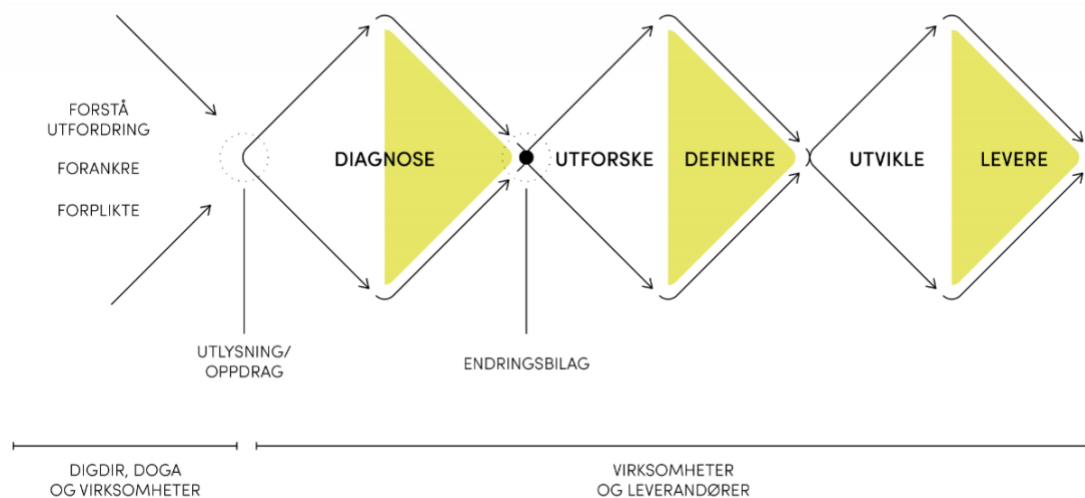 FORSTÅ
UTFORDRING
FORANKRE
FORPLIKTE
DIAGNOSE
UTFORSKE
DEFINERE
UTVIKLE
LEVERE
UTLYSNING/
OPPDRAG
ENDRINGSBILAG
DIGDIR, DOGA
OG VIRKSOMHETER
VIRKSOMHETER
OG LEVERANDØRER